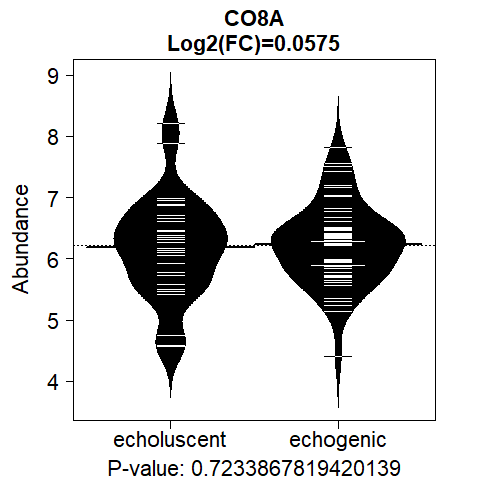 CO8A
Log2(FC)=0.0575
Abundance
9
8
7
6
5
4
echoluscent echogenic
P-value: 0.7233867819420139